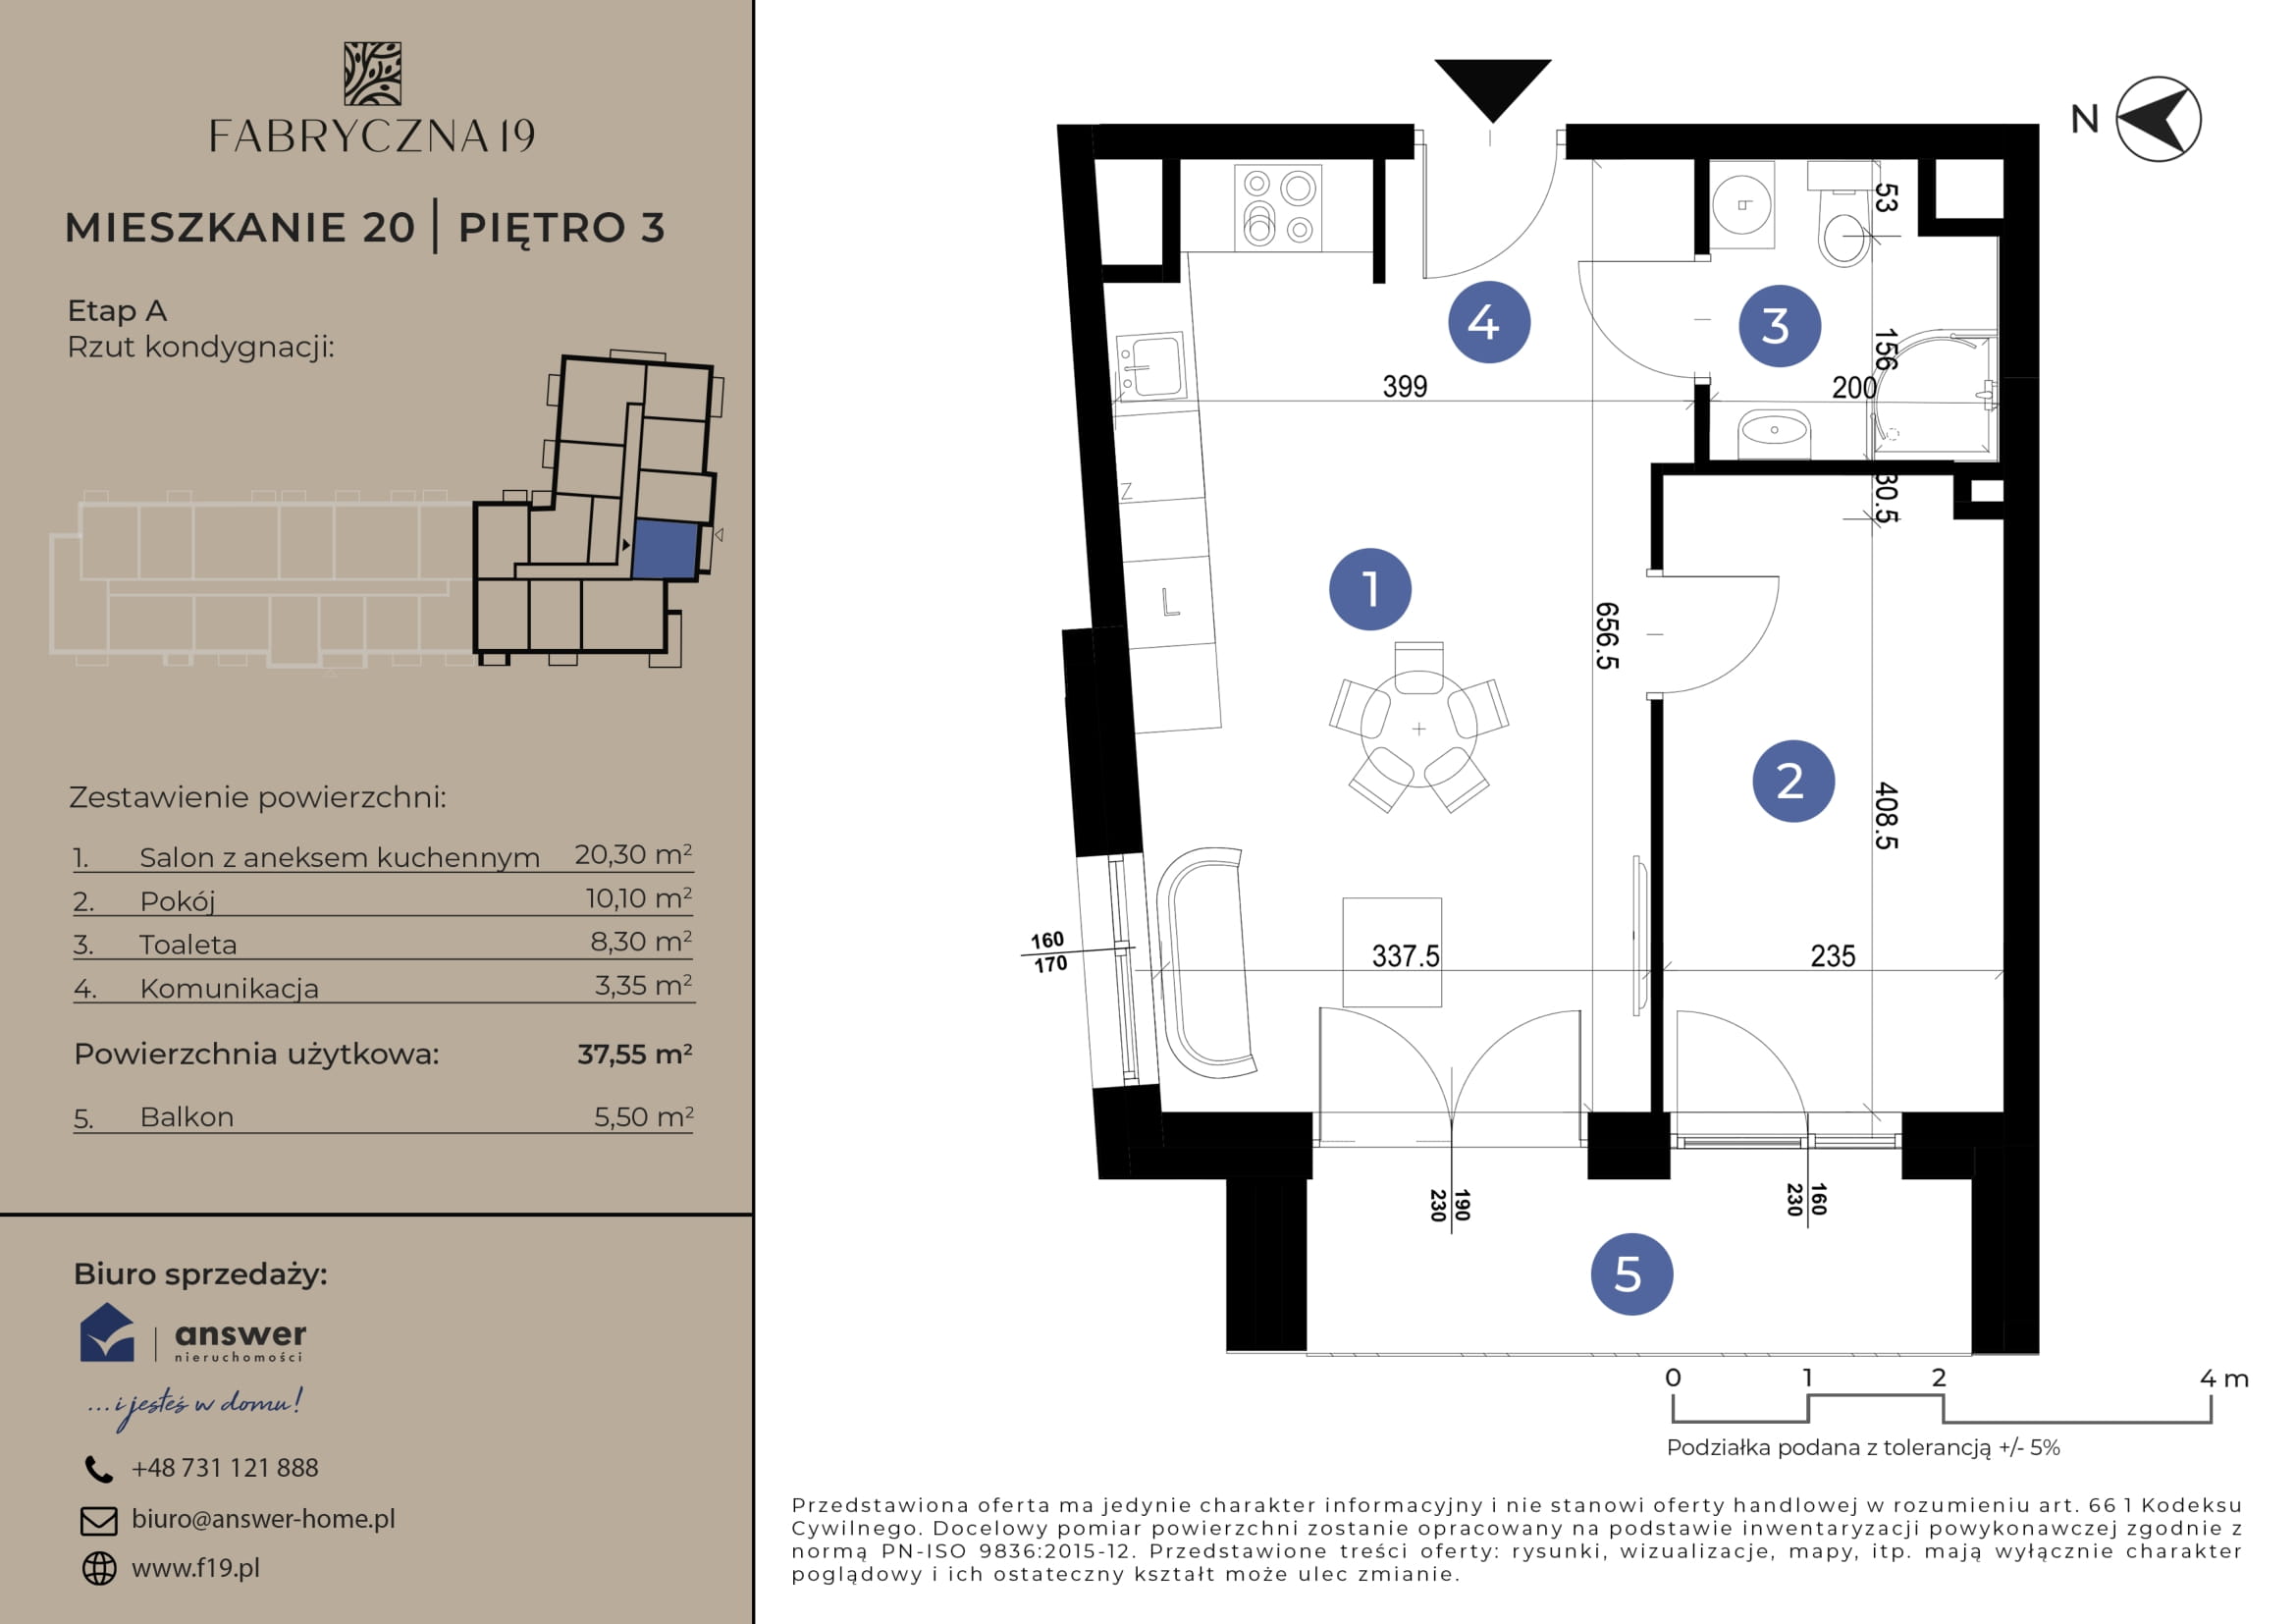 FABRYCZNA 19
MIESZKANIE 20 | PIĘTRO 3
Etap A
Rzut kondygnacji:
Zestawienie powierzchni:
1. Salon z aneksem kuchennym 20,30 m²
2. Pokój 10,10 m²
3. Toaleta 8,30 m²
4. Komunikacja 3,35 m²
Powierzchnia użytkowa: 37,55 m²
5. Balkon 5,50 m²
Biuro sprzedaży:
answer
nieruchomości
...i jesteś w domu!
+48 731 121 888
biuro@answer-home.pl
www.f19.pl
N
53
4
3
156
399
200
Z
30.5
L
1
656.5
2
408.5
160
170
337.5
235
190
230
160
230
5
0 1 2 4 m
Podziałka podana z tolerancją +/- 5%
Przedstawiona oferta ma jedynie charakter informacyjny i nie stanowi oferty handlowej w rozumieniu art. 66 1 Kodeksu
Cywilnego. Docelowy pomiar powierzchni zostanie opracowany na podstawie inwentaryzacji powykonawczej zgodnie z
normą PN-ISO 9836:2015-12. Przedstawione treści oferty: rysunki, wizualizacje, mapy, itp. mają wyłącznie charakter
poglądowy i ich ostateczny kształt może ulec zmianie.